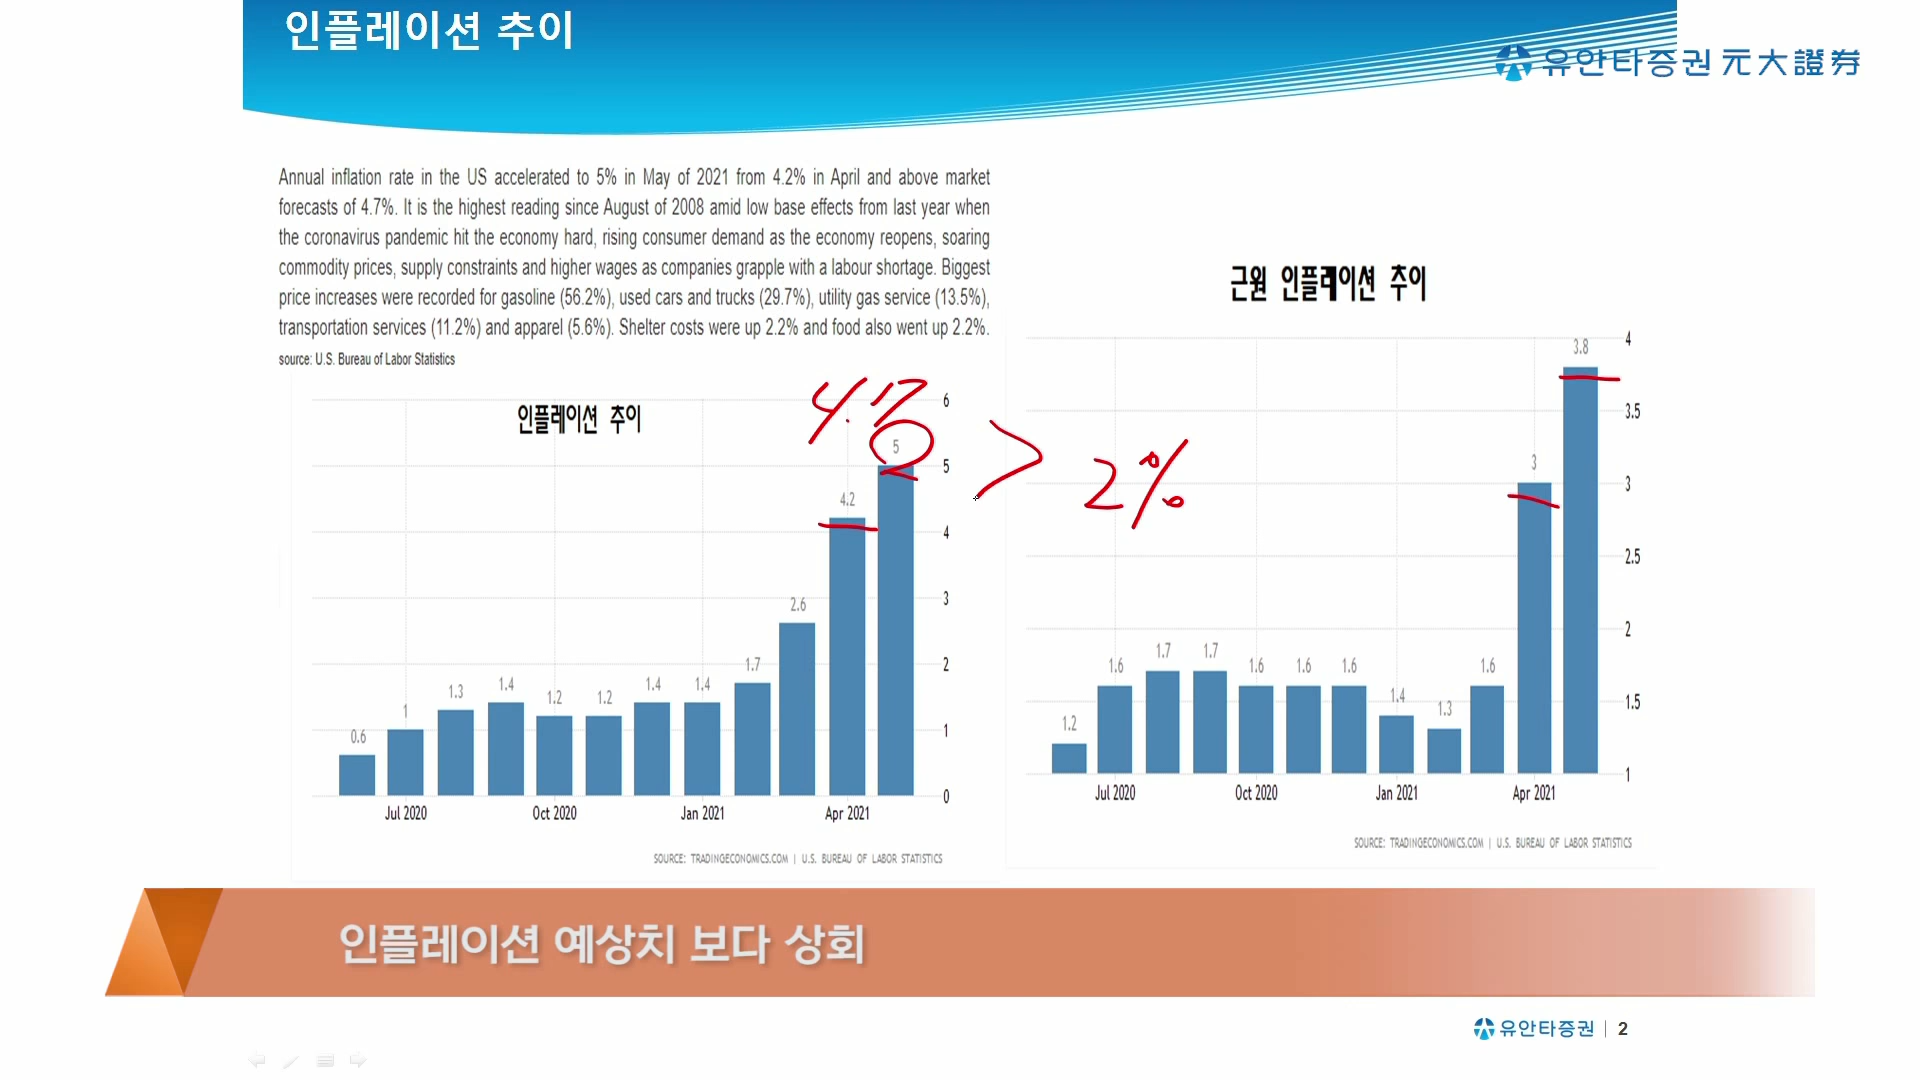 인플레이션 추이
유안타증권 元大證券
Annual inflation rate in the US accelerated to 5% in May of 2021 from 4.2% in April and above market
forecasts of 4.7%. It is the highest reading since August of 2008 amid low base effects from last year when
the coronavirus pandemic hit the economy hard, rising consumer demand as the economy reopens, soaring
commodity prices, supply constraints and higher wages as companies grapple with a labour shortage. Biggest
price increases were recorded for gasoline (56.2%), used cars and trucks (29.7%), utility gas service (13.5%),
transportation services (11.2%) and apparel (5.6%). Shelter costs were up 2.2% and food also went up 2.2%.
source: U.S. Bureau of Labor Statistics
인플레이션 추이
4.7
> 2%
6
5
4
3
2
1
0
0.6
1
1.3
1.4
1.2
1.2
1.4
1.4
1.7
2.6
4.2
5
Jul 2020
Oct 2020
Jan 2021
Apr 2021
SOURCE: TRADINGECONOMICS.COM | U.S. BUREAU OF LABOR STATISTICS
근원 인플레이션 추이
4
3.5
3
2.5
2
1.5
1
1.2
1.6
1.7
1.7
1.6
1.6
1.6
1.4
1.3
1.6
3
3.8
Jul 2020
Oct 2020
Jan 2021
Apr 2021
SOURCE: TRADINGECONOMICS.COM | U.S. BUREAU OF LABOR STATISTICS
인플레이션 예상치 보다 상회
유안타증권 | 2